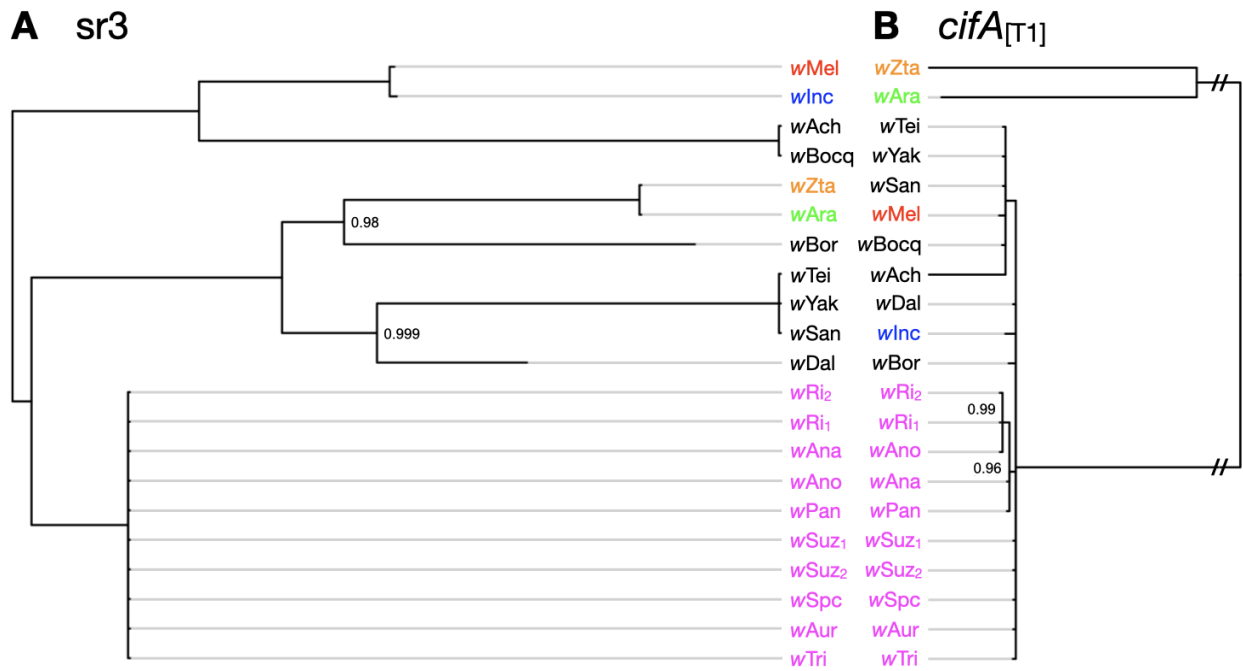 A sr3 B cifA[T1]
wMel wZta
wInc wAra
wAch wTei
wBocq wYak
wZta wSan
0.98 wAra wMel
wBor wBocq
wTei wAch
wYak wDal
0.999 wSan wInc
wDal wBor
wRi2 wRi2 0.99
wRi1 wRi1
wAna wAno
wAno wAna 0.96
wPan wPan
wSuz1 wSuz1
wSuz2 wSuz2
wSpc wSpc
wAur wAur
wTri wTri